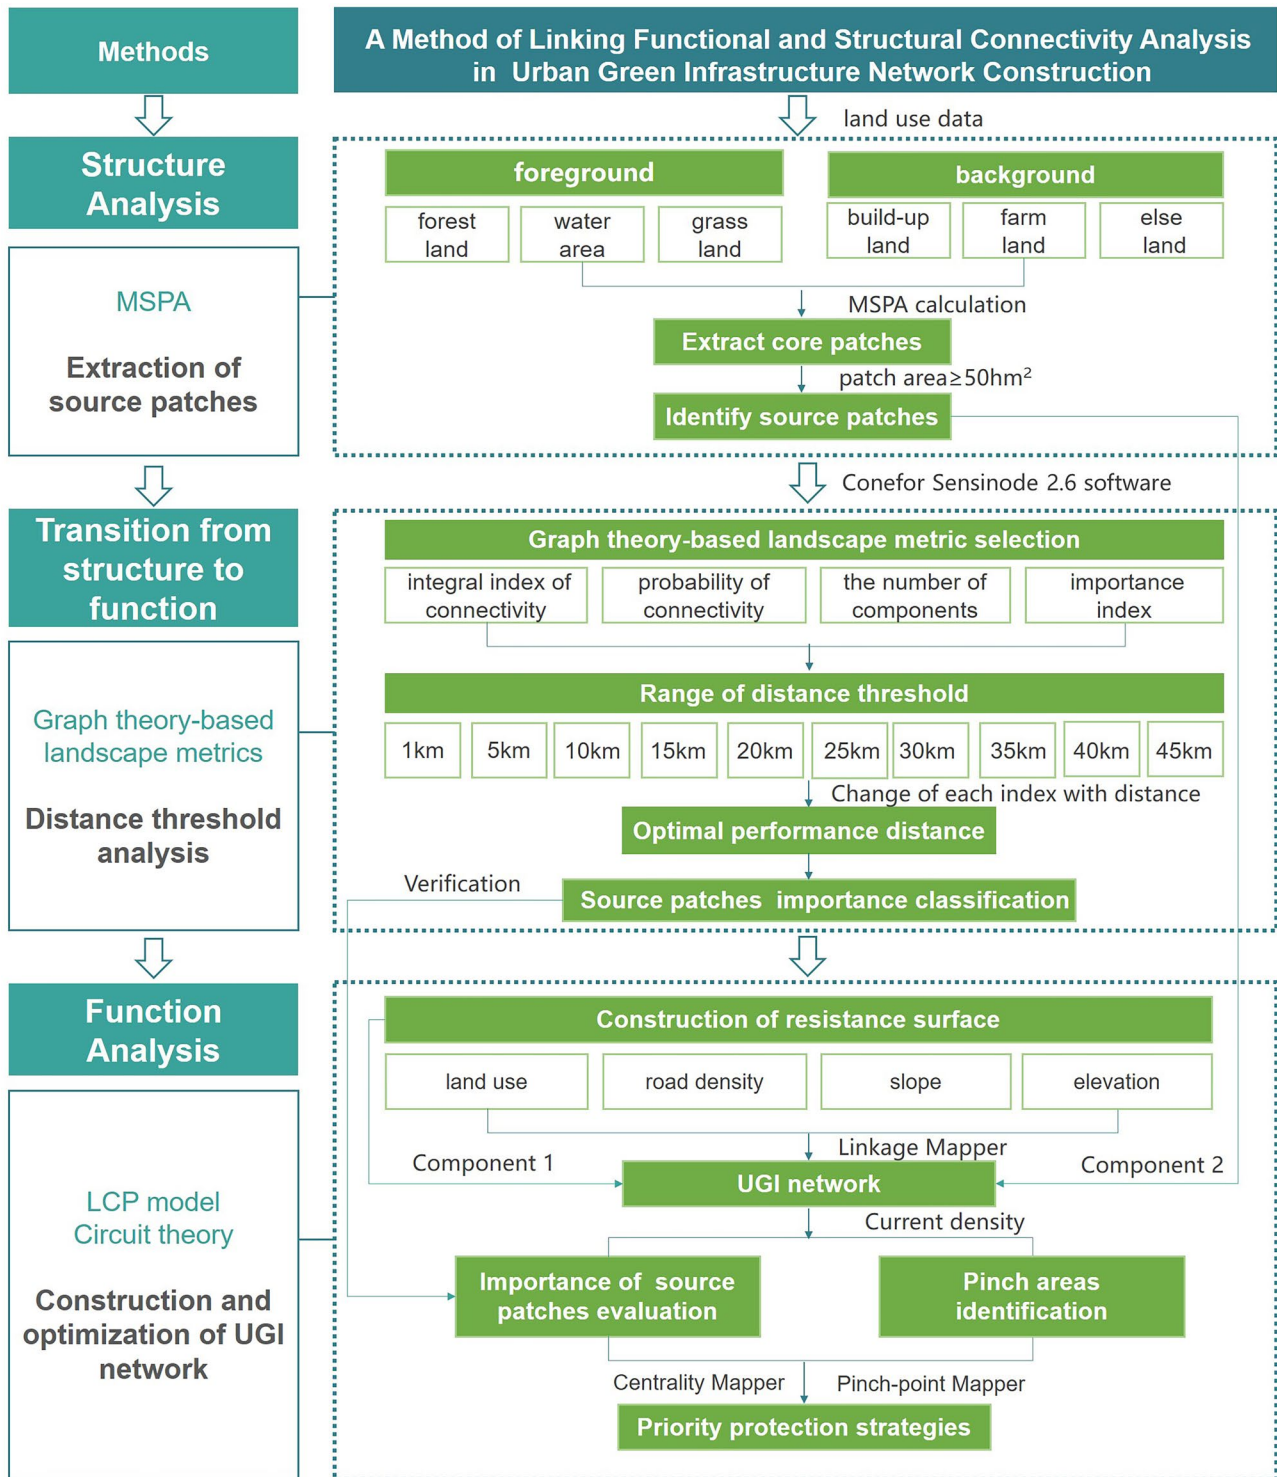 Methods
A Method of Linking Functional and Structural Connectivity Analysis
in Urban Green Infrastructure Network Construction
land use data
Structure
Analysis
foreground
background
forest
land
water
area
grass
land
build-up
land
farm
land
else
land
MSPA
Extraction of
source patches
MSPA calculation
Extract core patches
patch area≥50hm²
Identify source patches
Conefor Sensinode 2.6 software
Transition from
structure to
function
Graph theory-based landscape metric selection
integral index of
connectivity
probability of
connectivity
the number of
components
importance
index
Graph theory-based
landscape metrics
Distance threshold
analysis
Range of distance threshold
1km
5km
10km
15km
20km
25km
30km
35km
40km
45km
Change of each index with distance
Optimal performance distance
Verification
Source patches importance classification
Function
Analysis
Construction of resistance surface
land use
road density
slope
elevation
LCP model
Circuit theory
Construction and
optimization of UGI
network
Linkage Mapper
Component 1
Component 2
UGI network
Current density
Importance of source
patches evaluation
Pinch areas
identification
Centrality Mapper
Pinch-point Mapper
Priority protection strategies